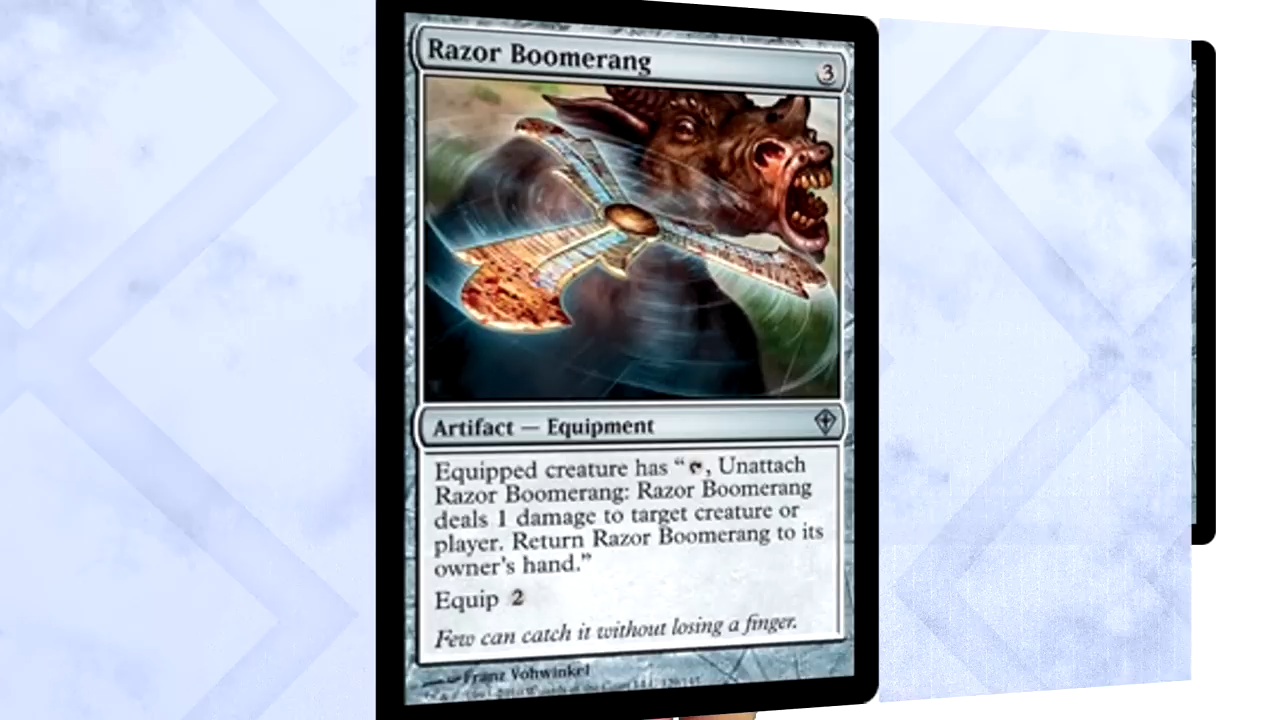 Razor Boomerang
3
Artifact — Equipment
Equipped creature has “, Unattach
Razor Boomerang: Razor Boomerang
deals 1 damage to target creature or
player. Return Razor Boomerang to its
owner's hand.”
Equip 2
Few can catch it without losing a finger.
Franz Vohwinkel